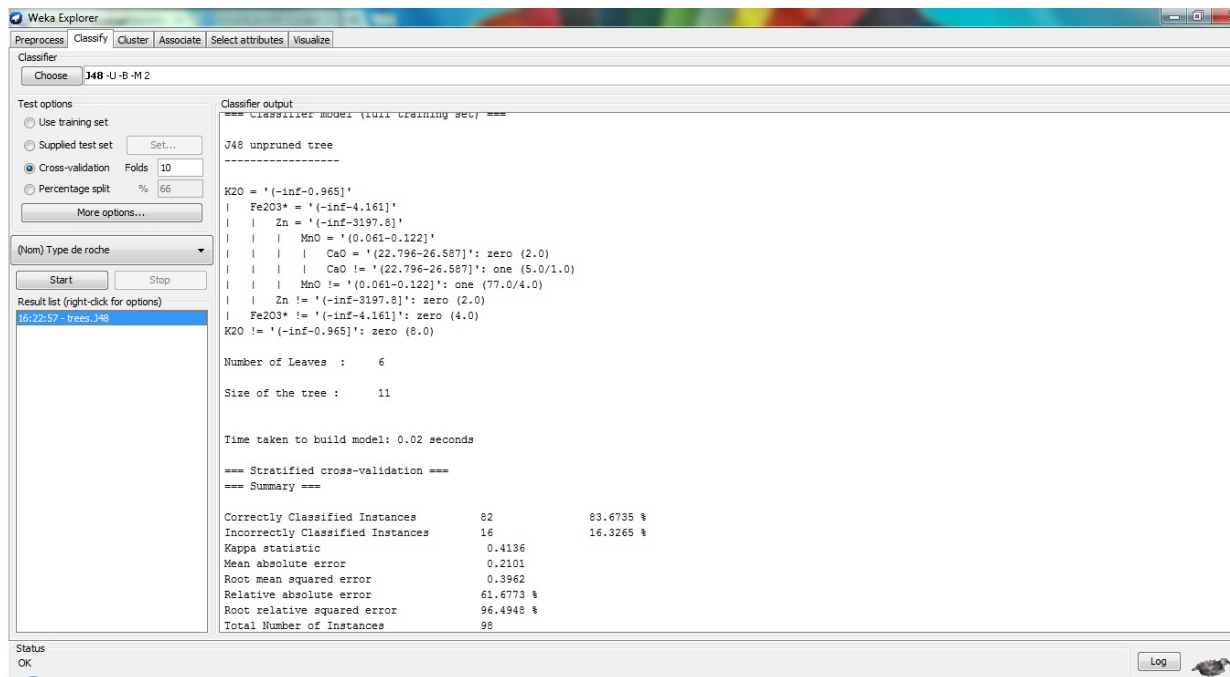 Weka Explorer
Preprocess Classify Cluster Associate Select attributes Visualize
Classifier
Choose J48 -U -B -M 2
Test options
Use training set
Supplied test set Set...
Cross-validation Folds 10
Percentage split % 66
More options...
(Nom) Type de roche
Start Stop
Result list (right-click for options)
16:22:57 - trees.J48
Classifier output
=== Classifier model (full training set) ===
J48 unpruned tree
------------------
K2O = '(-inf-0.965]'
| Fe2O3* = '(-inf-4.161]'
| | Zn = '(-inf-3197.8]'
| | | MnO = '(0.061-0.122]'
| | | | CaO = '(22.796-26.587]': zero (2.0)
| | | | CaO != '(22.796-26.587]': one (5.0/1.0)
| | | MnO != '(0.061-0.122]': one (77.0/4.0)
| | Zn != '(-inf-3197.8]': zero (2.0)
| Fe2O3* != '(-inf-4.161]': zero (4.0)
K2O != '(-inf-0.965]': zero (8.0)
Number of Leaves : 6
Size of the tree : 11
Time taken to build model: 0.02 seconds
=== Stratified cross-validation ===
=== Summary ===
Correctly Classified Instances 82 83.6735 %
Incorrectly Classified Instances 16 16.3265 %
Kappa statistic 0.4136
Mean absolute error 0.2101
Root mean squared error 0.3962
Relative absolute error 61.6773 %
Root relative squared error 96.4948 %
Total Number of Instances 98
Status
OK
Log